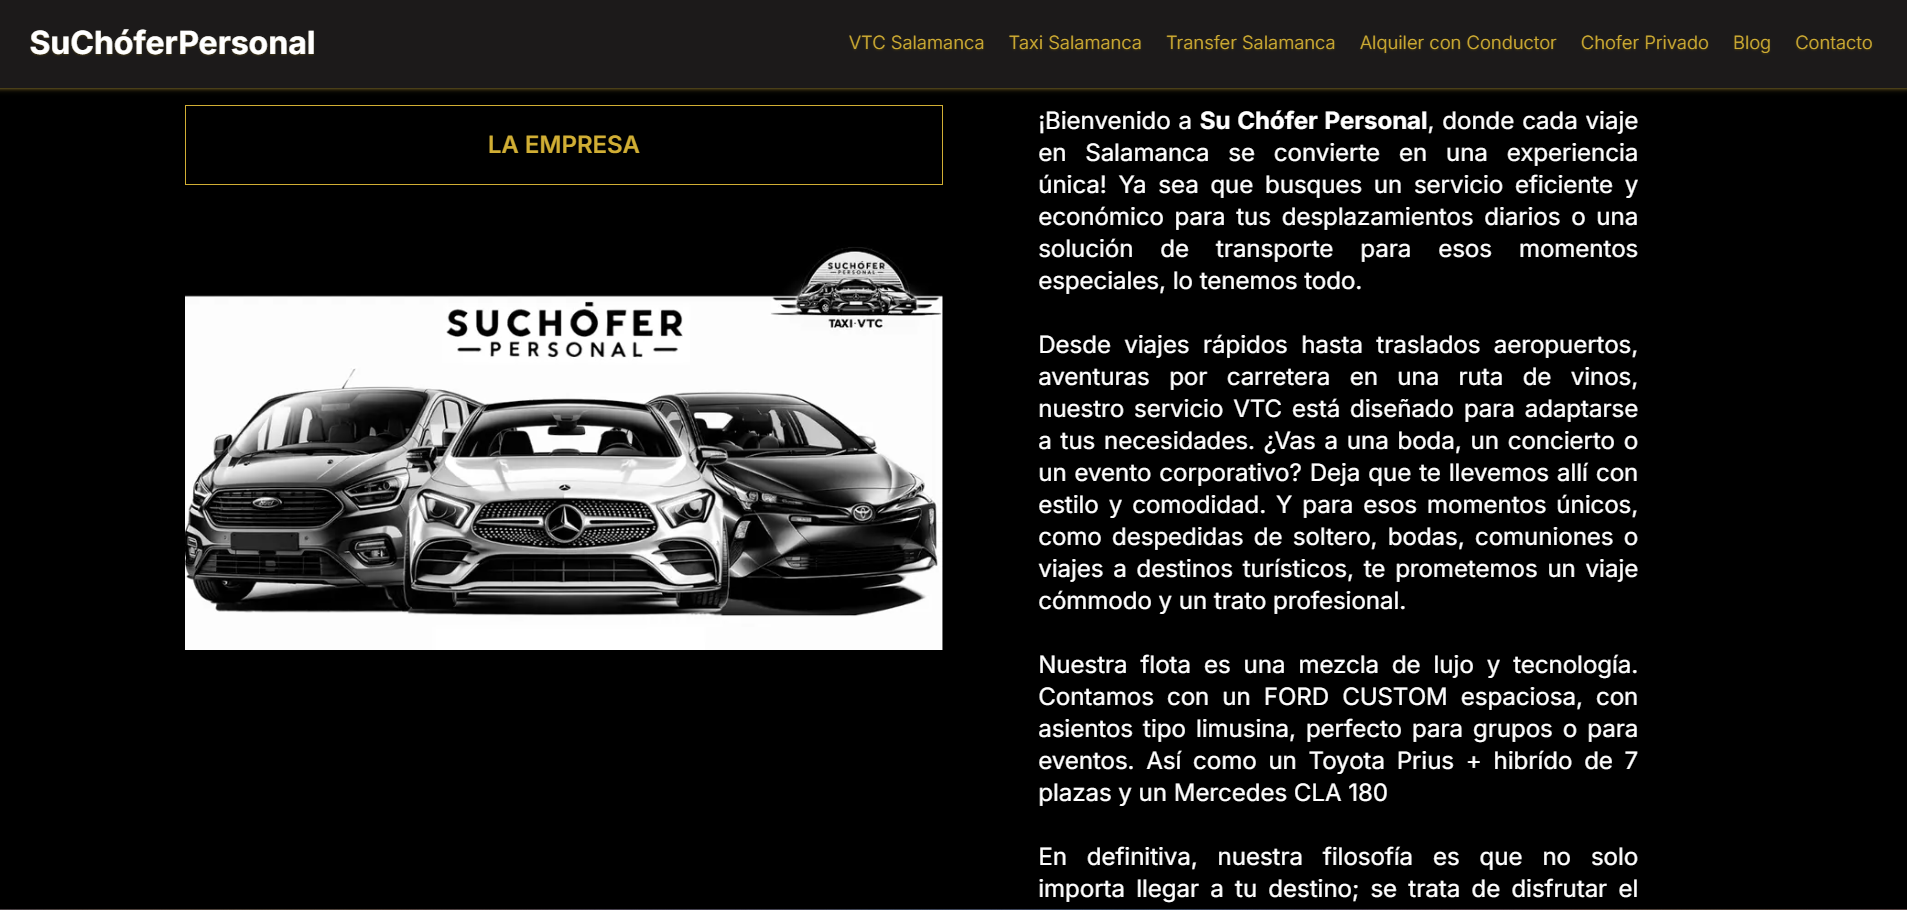 SuChóferPersonal
VTC Salamanca Taxi Salamanca Transfer Salamanca Alquiler con Conductor Chofer Privado Blog Contacto
LA EMPRESA
SUCHÓFER
PERSONAL
TAXI·VTC
SUCHÓFER
— PERSONAL —
¡Bienvenido a Su Chófer Personal, donde cada viaje
en Salamanca se convierte en una experiencia
única! Ya sea que busques un servicio eficiente y
económico para tus desplazamientos diarios o una
solución de transporte para esos momentos
especiales, lo tenemos todo.
Desde viajes rápidos hasta traslados aeropuertos,
aventuras por carretera en una ruta de vinos,
nuestro servicio VTC está diseñado para adaptarse
a tus necesidades. ¿Vas a una boda, un concierto o
un evento corporativo? Deja que te llevemos allí con
estilo y comodidad. Y para esos momentos únicos,
como despedidas de soltero, bodas, comuniones o
viajes a destinos turísticos, te prometemos un viaje
cómmodo y un trato profesional.
Nuestra flota es una mezcla de lujo y tecnología.
Contamos con un FORD CUSTOM espaciosa, con
asientos tipo limusina, perfecto para grupos o para
eventos. Así como un Toyota Prius + hibrído de 7
plazas y un Mercedes CLA 180
En definitiva, nuestra filosofía es que no solo
importa llegar a tu destino; se trata de disfrutar el